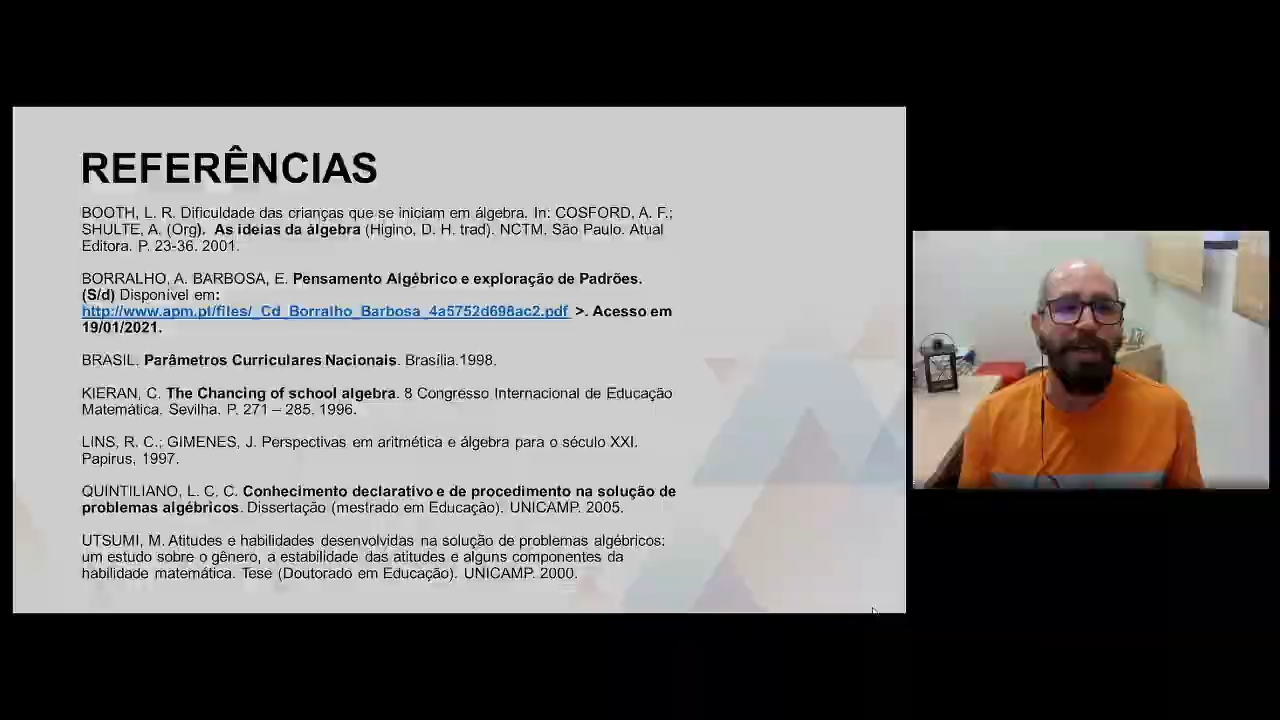 REFERÊNCIAS
BOOTH, L. R. Dificuldade das crianças que se iniciam em álgebra. In: COSFORD, A. F.;
SHULTE, A. (Org). As ideias da álgebra (Higino, D. H. trad). NCTM. São Paulo. Atual
Editora. P. 23-36. 2001.
BORRALHO, A. BARBOSA, E. Pensamento Algébrico e exploração de Padrões.
(S/d) Disponível em:
http://www.apm.pt/files/_Cd_Borralho_Barbosa_4a5752d698ac2.pdf >. Acesso em
19/01/2021.
BRASIL. Parâmetros Curriculares Nacionais. Brasília.1998.
KIERAN, C. The Chancing of school algebra. 8 Congresso Internacional de Educação
Matemática. Sevilha. P. 271 – 285. 1996.
LINS, R. C.; GIMENES, J. Perspectivas em aritmética e álgebra para o século XXI.
Papirus, 1997.
QUINTILIANO, L. C. C. Conhecimento declarativo e de procedimento na solução de
problemas algébricos. Dissertação (mestrado em Educação). UNICAMP. 2005.
UTSUMI, M. Atitudes e habilidades desenvolvidas na solução de problemas algébricos:
um estudo sobre o gênero, a estabilidade das atitudes e alguns componentes da
habilidade matemática. Tese (Doutorado em Educação). UNICAMP. 2000.